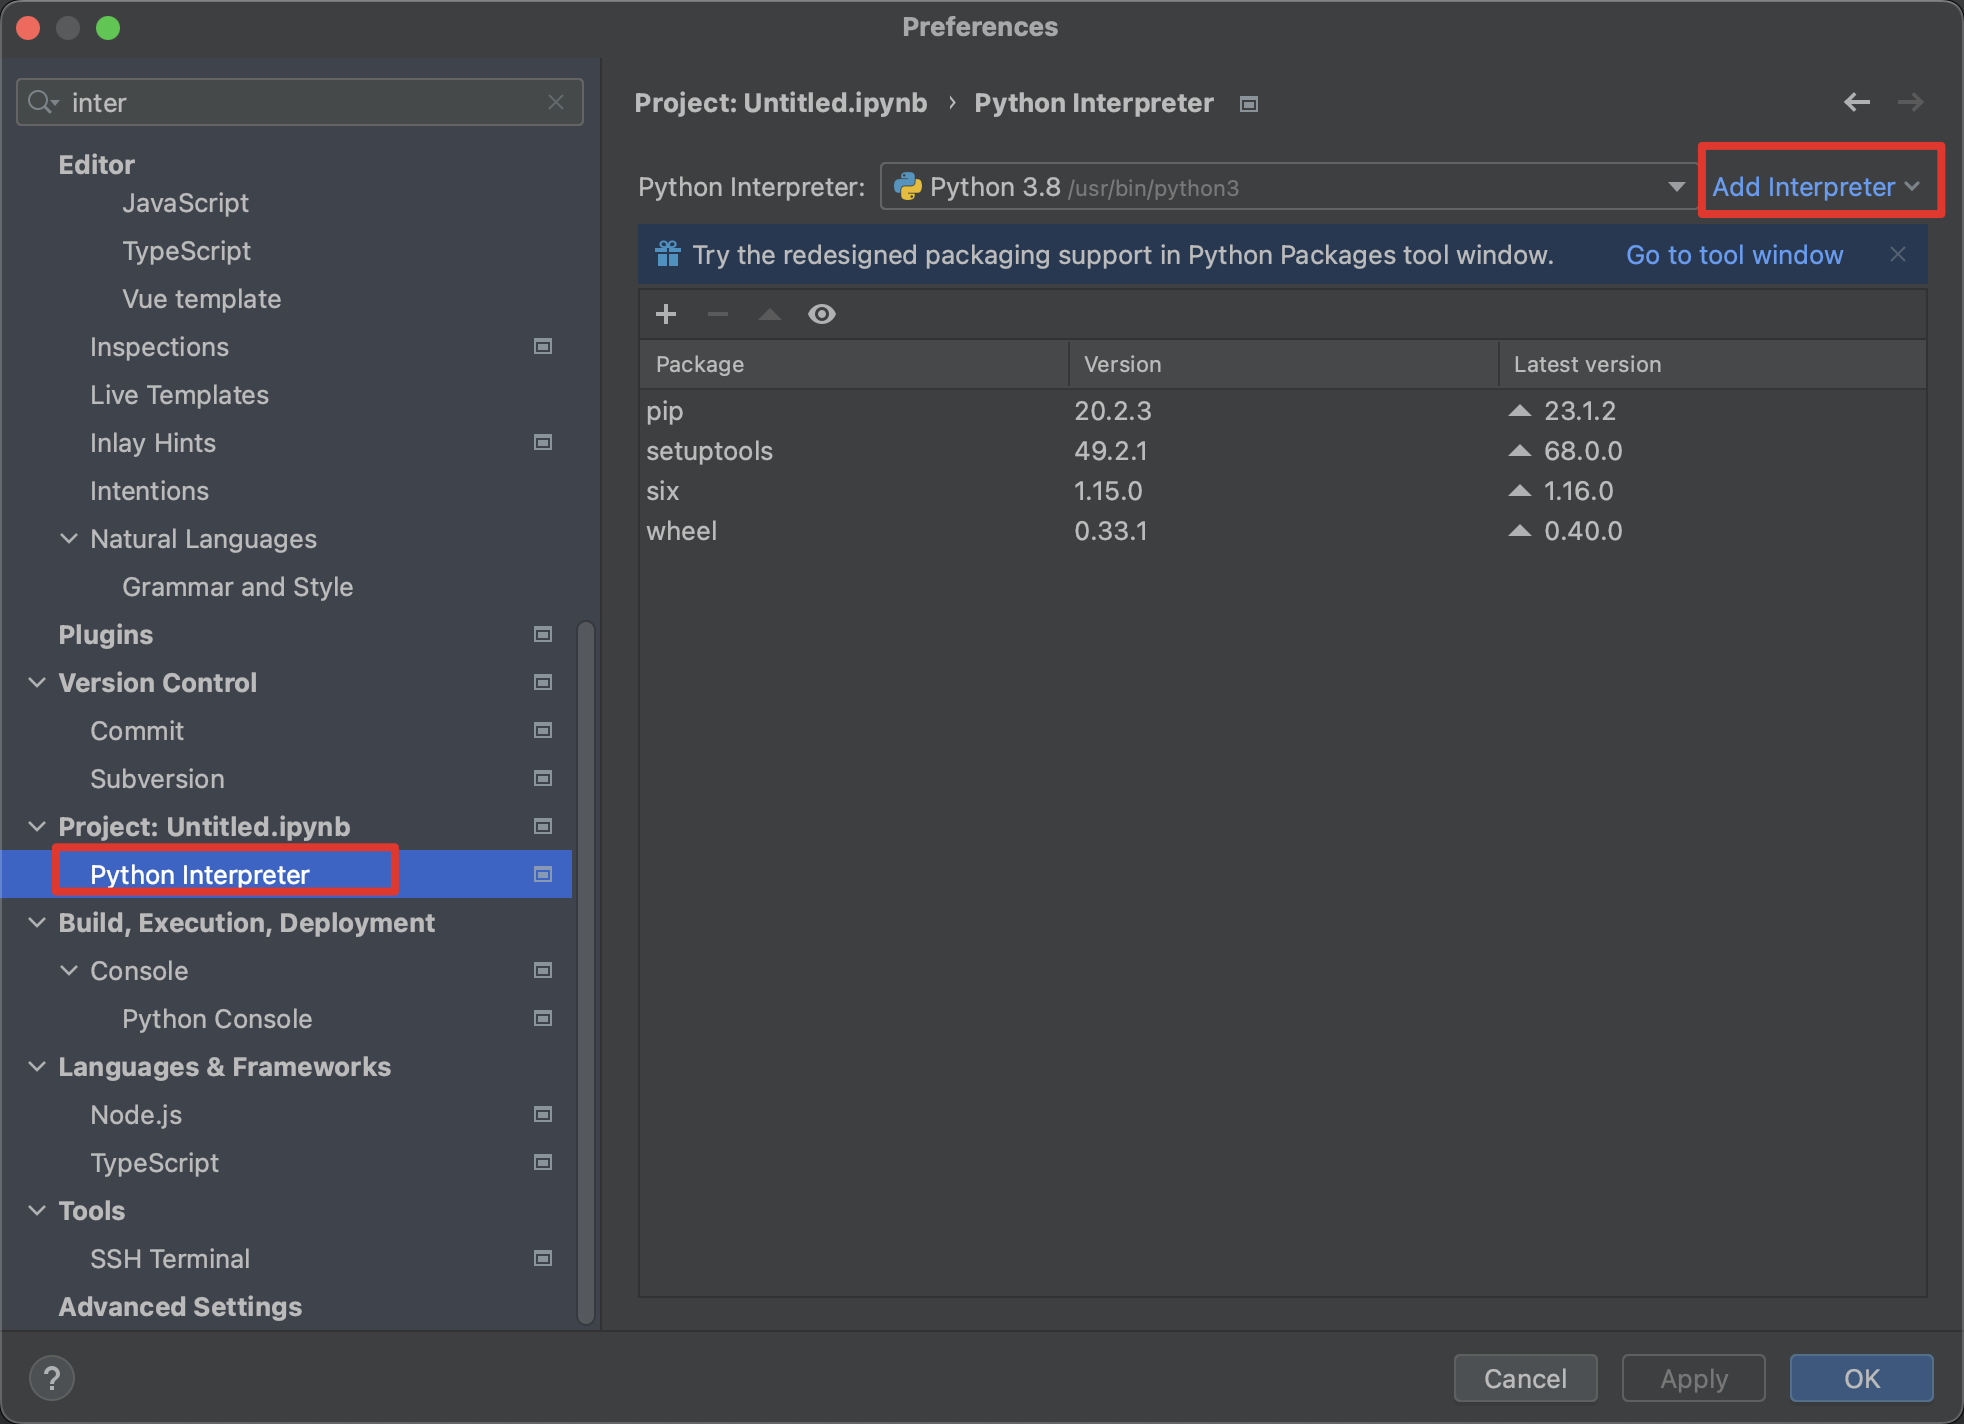 Preferences
inter
Editor
JavaScript
TypeScript
Vue template
Inspections
Live Templates
Inlay Hints
Intentions
Natural Languages
Grammar and Style
Plugins
Version Control
Commit
Subversion
Project: Untitled.ipynb
Python Interpreter
Build, Execution, Deployment
Console
Python Console
Languages & Frameworks
Node.js
TypeScript
Tools
SSH Terminal
Advanced Settings
Project: Untitled.ipynb › Python Interpreter
Python Interpreter: Python 3.8 /usr/bin/python3 Add Interpreter
Try the redesigned packaging support in Python Packages tool window. Go to tool window
Package Version Latest version
pip 20.2.3 23.1.2
setuptools 49.2.1 68.0.0
six 1.15.0 1.16.0
wheel 0.33.1 0.40.0
? Cancel Apply OK